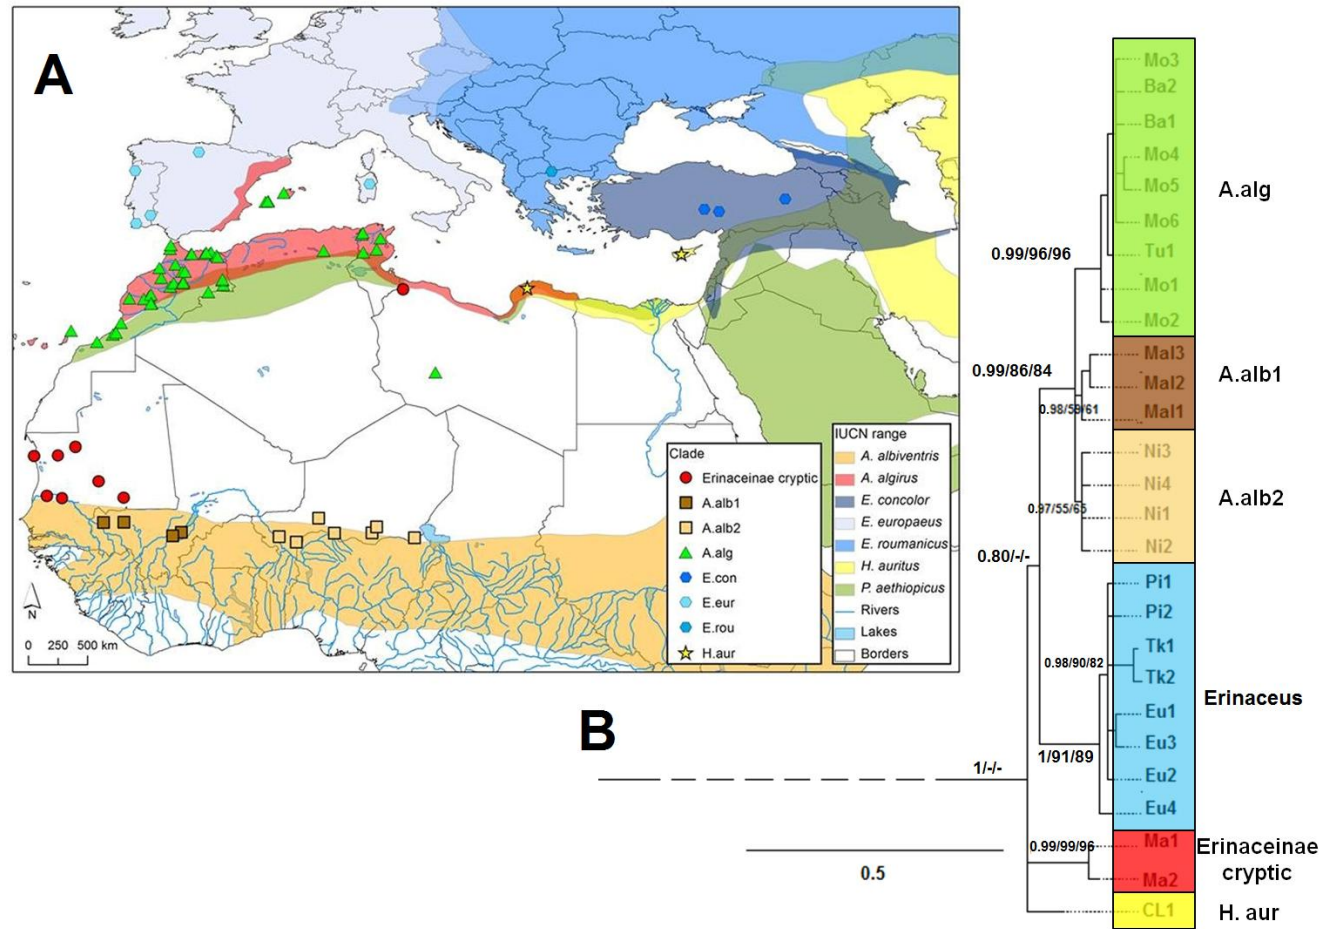 A
Clade
Erinaceinae cryptic
A.alb1
A.alb2
A.alg
E.con
E.eur
E.rou
H.aur
IUCN range
A. albiventris
A. algirus
E. concolor
E. europaeus
E. roumanicus
H. auritus
P. aethiopicus
Rivers
Lakes
Borders
N
0 250 500 km
B
0.5
Mo3
Ba2
Ba1
Mo4
Mo5
Mo6
Tu1
Mo1
Mo2
Mal3
Mal2
Mal1
Ni3
Ni4
Ni1
Ni2
Pi1
Pi2
Tk1
Tk2
Eu1
Eu3
Eu2
Eu4
Ma1
Ma2
CL1
A.alg
A.alb1
A.alb2
Erinaceus
Erinaceinae
cryptic
H. aur
0.99/96/96
0.99/86/84
0.98/59/61
0.97/55/65
0.80/-/-
0.98/90/82
1/91/89
1/-/-
0.99/99/96